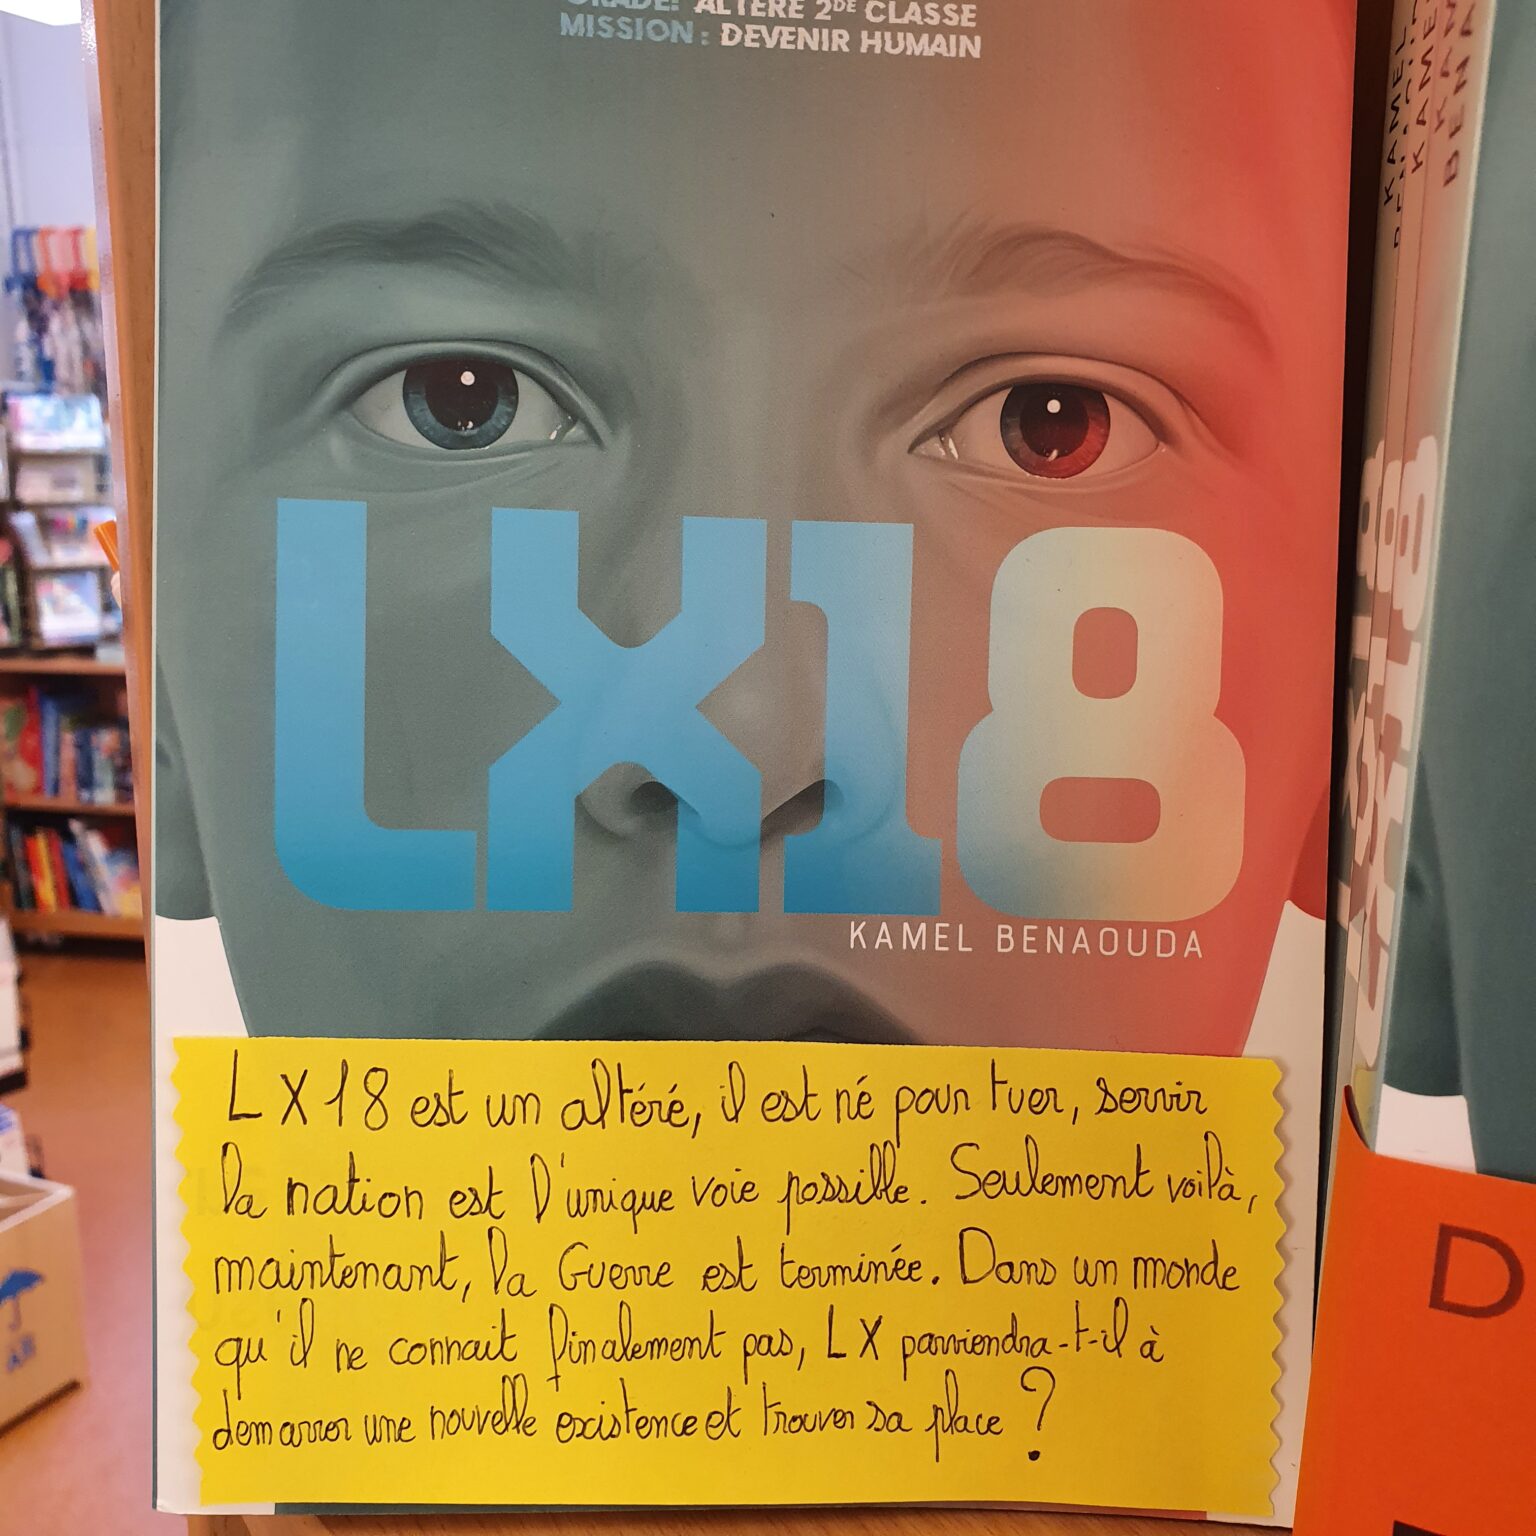 GRADE: ALTÉRÉ 2DE CLASSE
MISSION : DEVENIR HUMAIN
LX18
KAMEL BENAOUDA
LX18 est un altéré, il est né pour tuer, servir
la nation est l'unique voie possible. Seulement voilà,
maintenant, la Guerre est terminée. Dans un monde
qu'il ne connait finalement pas, LX parviendra-t-il à
demarrer une nouvelle existence et trouver sa place ?
KAMEL
KAMEL
D